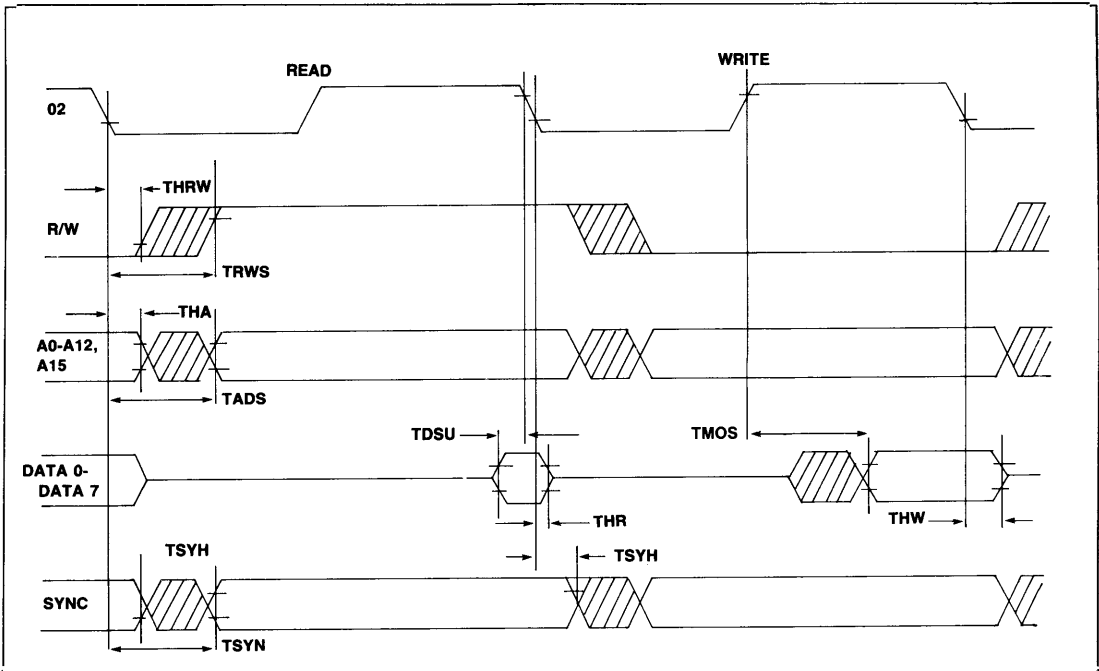 READ
WRITE
02
THRW
R/W
TRWS
THA
A0-A12,
A15
TADS
TDSU
TMOS
DATA 0-
DATA 7
THR
THW
TSYH
TSYH
SYNC
TSYN